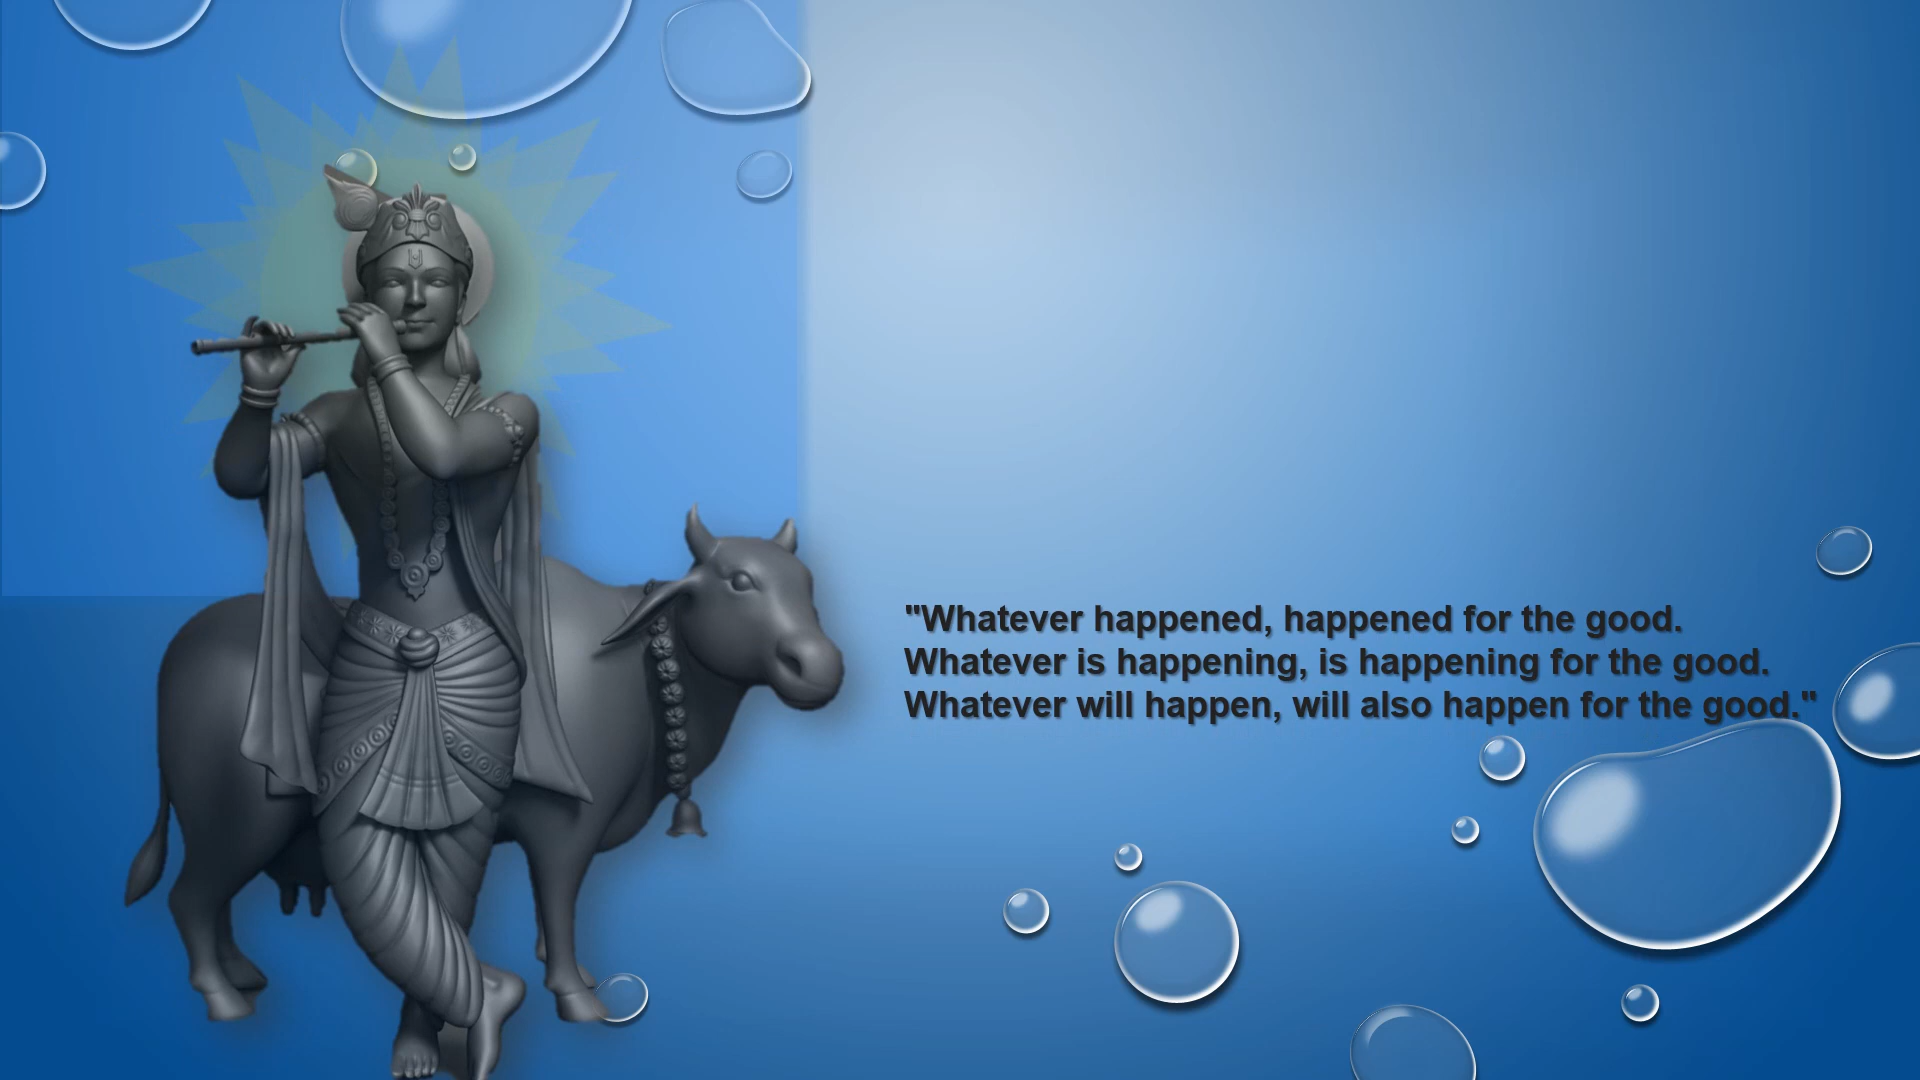 "Whatever happened, happened for the good.
Whatever is happening, is happening for the good.
Whatever will happen, will also happen for the good."